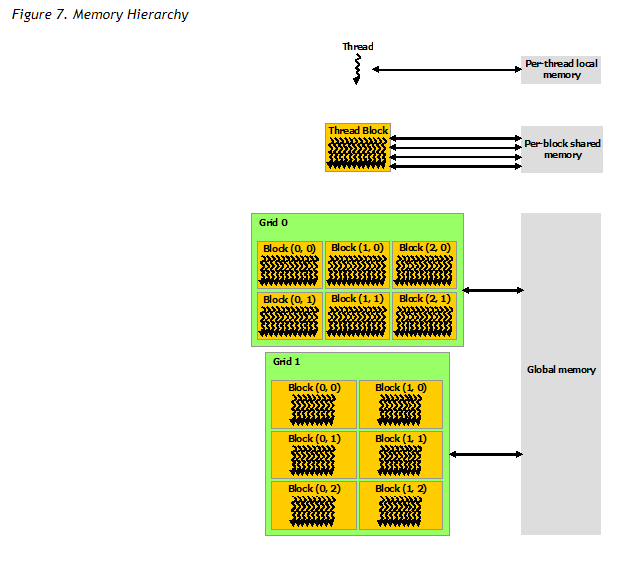 Figure 7. Memory Hierarchy
Thread
Per-thread local
memory
Thread Block
Per-block shared
memory
Grid 0
Block (0, 0) Block (1, 0) Block (2, 0)
Block (0, 1) Block (1, 1) Block (2, 1)
Grid 1
Block (0, 0) Block (1, 0)
Block (0, 1) Block (1, 1)
Block (0, 2) Block (1, 2)
Global memory